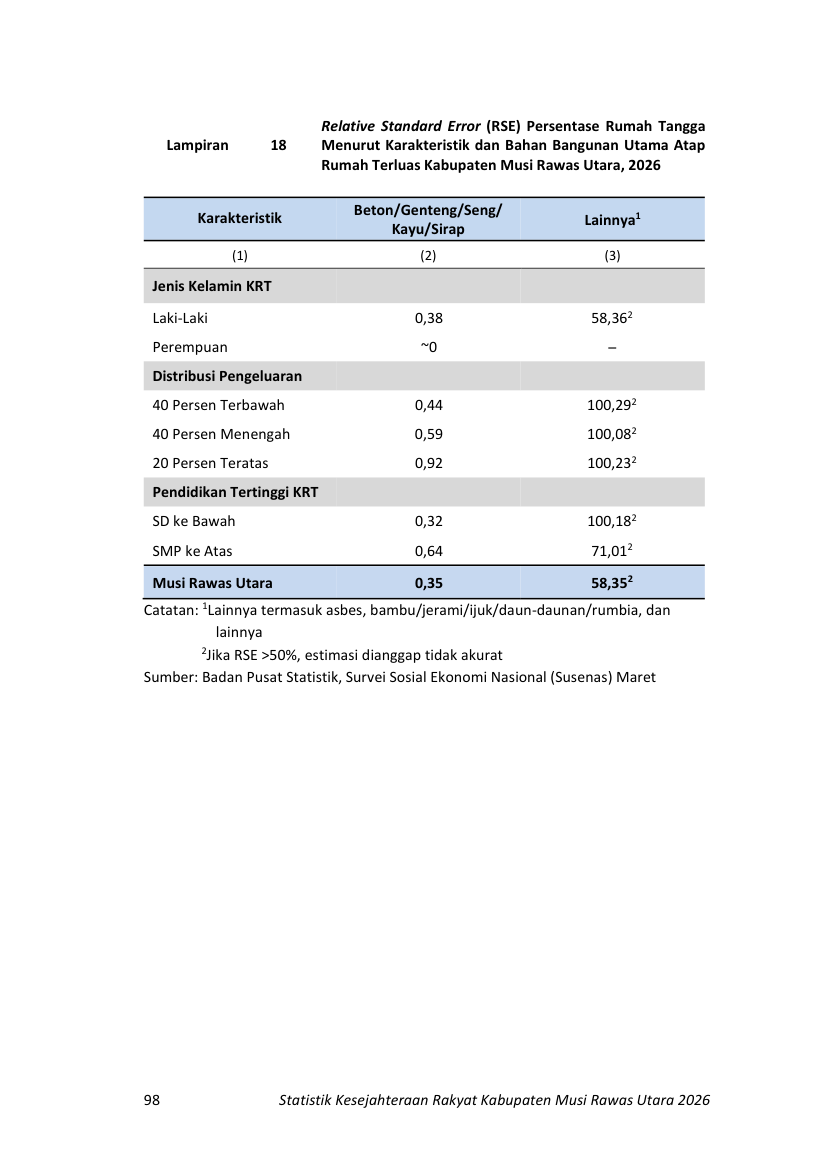 Lampiran 18 Relative Standard Error (RSE) Persentase Rumah Tangga
Menurut Karakteristik dan Bahan Bangunan Utama Atap
Rumah Terluas Kabupaten Musi Rawas Utara, 2026
Karakteristik Beton/Genteng/Seng/ Kayu/Sirap Lainnya¹
(1) (2) (3)
Jenis Kelamin KRT
Laki-Laki 0,38 58,36²
Perempuan ~0 –
Distribusi Pengeluaran
40 Persen Terbawah 0,44 100,29²
40 Persen Menengah 0,59 100,08²
20 Persen Teratas 0,92 100,23²
Pendidikan Tertinggi KRT
SD ke Bawah 0,32 100,18²
SMP ke Atas 0,64 71,01²
Musi Rawas Utara 0,35 58,35²
Catatan: ¹Lainnya termasuk asbes, bambu/jerami/ijuk/daun-daunan/rumbia, dan
lainnya
²Jika RSE >50%, estimasi dianggap tidak akurat
Sumber: Badan Pusat Statistik, Survei Sosial Ekonomi Nasional (Susenas) Maret
98 Statistik Kesejahteraan Rakyat Kabupaten Musi Rawas Utara 2026